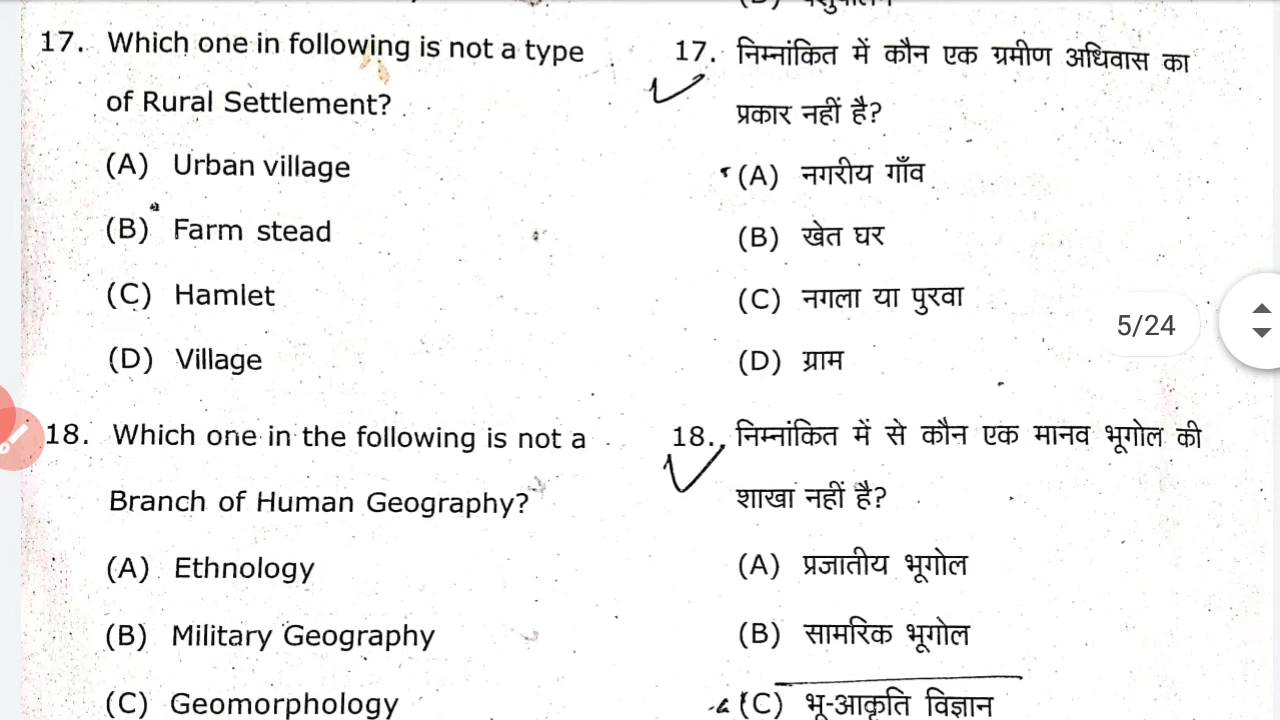 17. Which one in following is not a type
of Rural Settlement?
(A) Urban village
(B) Farm stead
(C) Hamlet
(D) Village
18. Which one in the following is not a
Branch of Human Geography?
(A) Ethnology
(B) Military Geography
(C) Geomorphology
17. निम्नांकित में कौन एक ग्रमीण अधिवास का
प्रकार नहीं है?
(A) नगरीय गाँव
(B) खेत घर
(C) नगला या पुरवा
(D) ग्राम
18. निम्नांकित में से कौन एक मानव भूगोल की
शाखा नहीं है?
(A) प्रजातीय भूगोल
(B) सामरिक भूगोल
(C) भू-आकृति विज्ञान
5/24